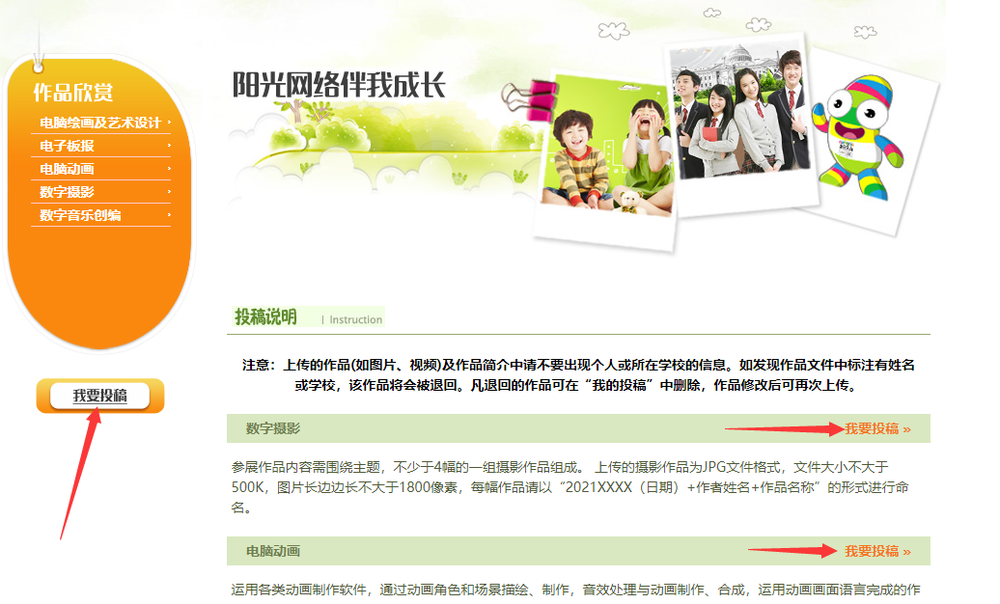 作品欣赏
电脑绘画及艺术设计
电子板报
电脑动画
数字摄影
数字音乐创编
我要投稿
阳光网络伴我成长
投稿说明 | Instruction
注意：上传的作品(如图片、视频)及作品简介中请不要出现个人或所在学校的信息。如发现作品文件中标注有姓名
或学校，该作品将会被退回。凡退回的作品可在“我的投稿”中删除，作品修改后可再次上传。
数字摄影 我要投稿 »
参展作品内容需围绕主题，不少于4幅的一组摄影作品组成。 上传的摄影作品为JPG文件格式，文件大小不大于
500K，图片长边边长不大于1800像素，每幅作品请以“2021XXXX（日期）+作者姓名+作品名称”的形式进行命
名。
电脑动画 我要投稿 »
运用各类动画制作软件，通过动画角色和场景描绘、制作，音效处理与动画制作、合成，运用动画画面语言完成的作